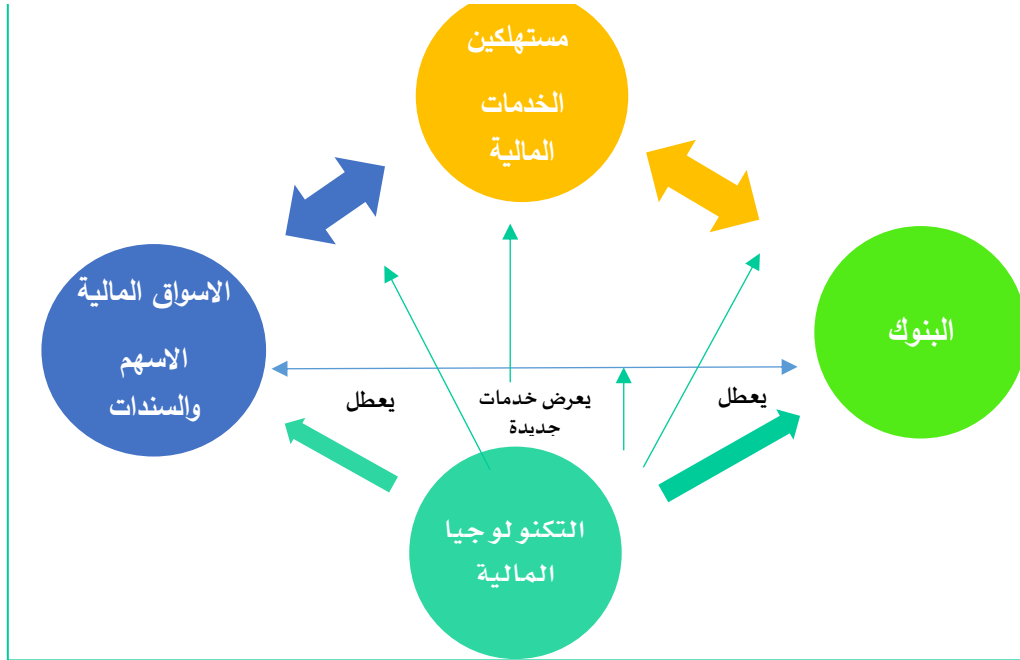 مستهلكين
الخدمات
المالية
الاسواق المالية
الاسهم
والسندات
البنوك
يعطل
يعرض خدمات
جديدة
يعطل
التكنولوجيا
المالية